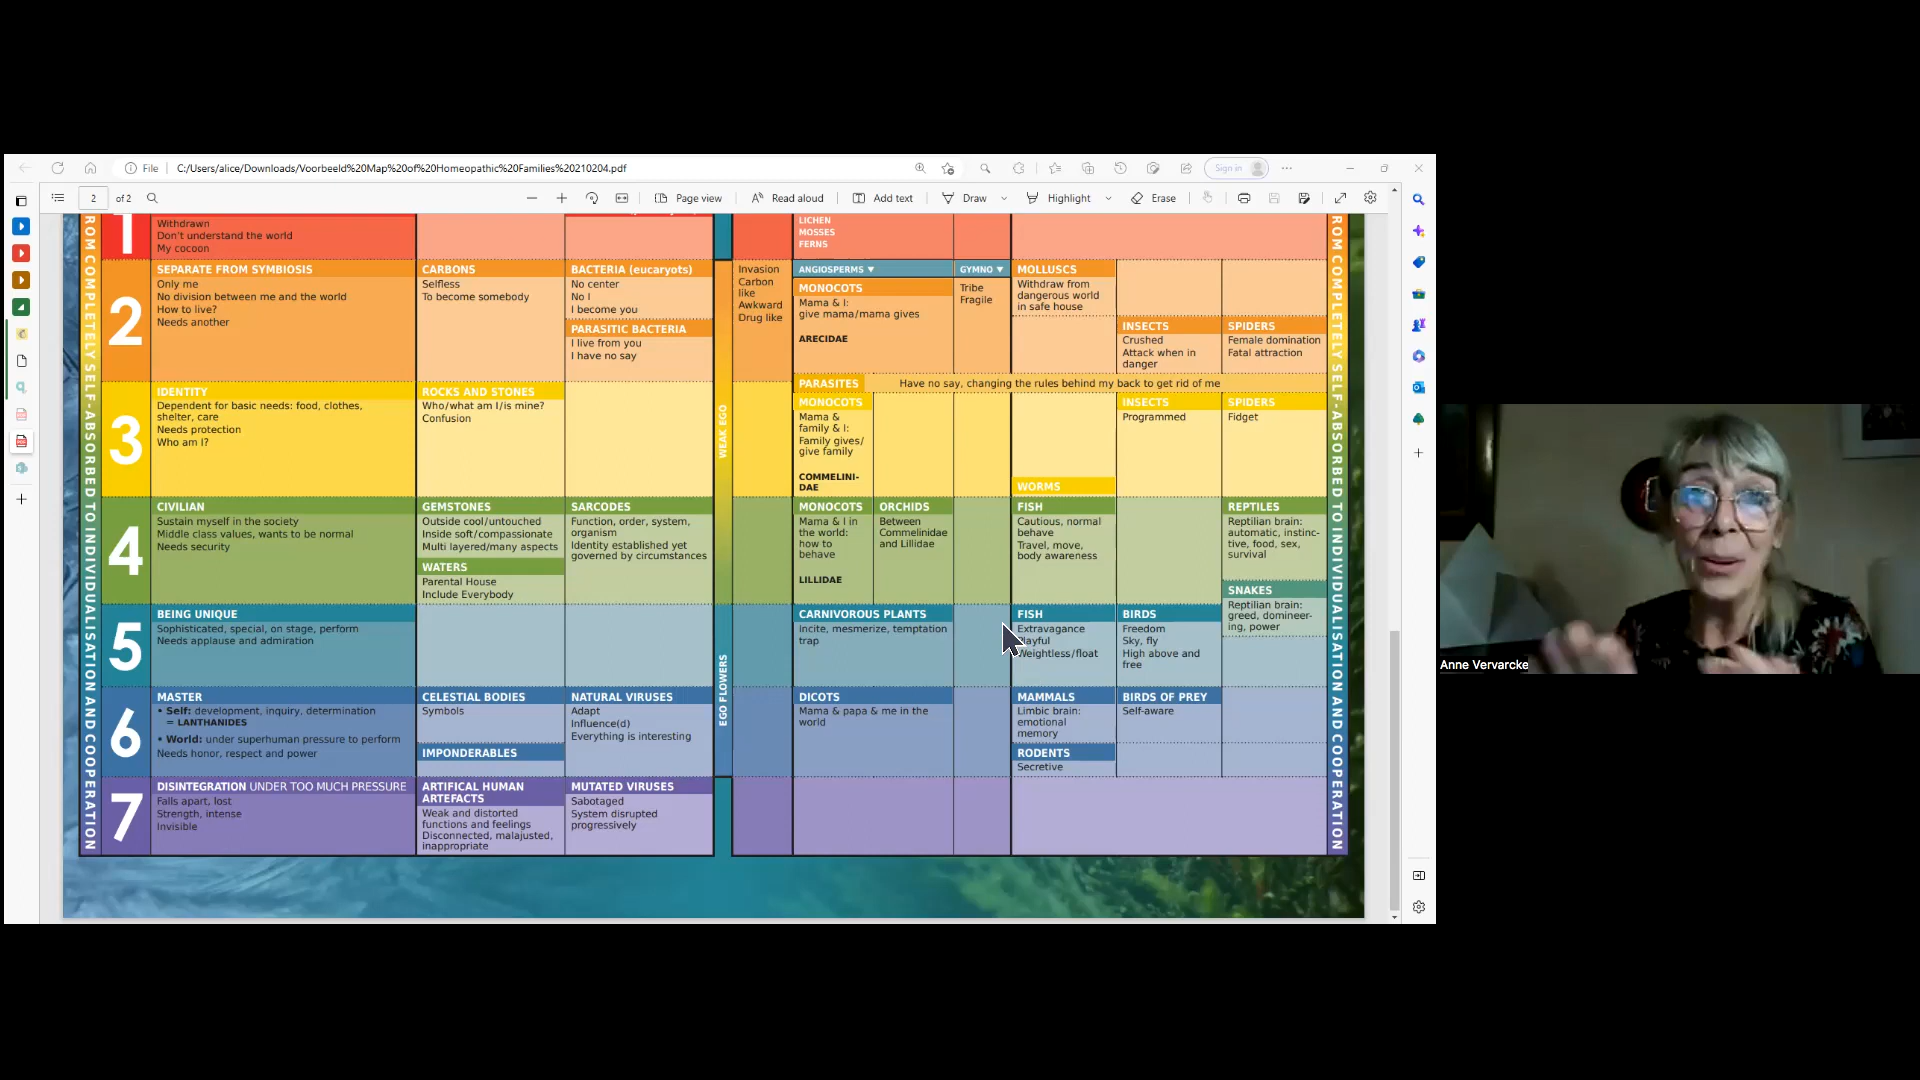 File
C:/Users/alice/Downloads/Voorbeeld%20Map%20of%20Homeopathic%20Families%20210204.pdf
Sign in
2 of 2
Page view
Read aloud
Add text
Draw
Highlight
Erase
ROM COMPLETELY SELF-ABSORBED TO INDIVIDUALISATION AND COOPERATION
1
Withdrawn
Don't understand the world
My cocoon
LICHEN
MOSSES
FERNS
2
SEPARATE FROM SYMBIOSIS
Only me
No division between me and the world
How to live?
Needs another
CARBONS
Selfless
To become somebody
BACTERIA (eucaryots)
No center
No I
I become you
PARASITIC BACTERIA
I live from you
I have no say
WEAK EGO
Invasion
Carbon
like
Awkward
Drug like
ANGIOSPERMS ▼
MONOCOTS
Mama & I:
give mama/mama gives
ARECIDAE
GYMNO ▼
Tribe
Fragile
MOLLUSCS
Withdraw from
dangerous world
in safe house
INSECTS
Crushed
Attack when in
danger
SPIDERS
Female domination
Fatal attraction
PARASITES
Have no say, changing the rules behind my back to get rid of me
3
IDENTITY
Dependent for basic needs: food, clothes,
shelter, care
Needs protection
Who am I?
ROCKS AND STONES
Who/what am I/is mine?
Confusion
MONOCOTS
Mama &
family & I:
Family gives/
give family
COMMELINI-
DAE
WORMS
INSECTS
Programmed
SPIDERS
Fidget
4
CIVILIAN
Sustain myself in the society
Middle class values, wants to be normal
Needs security
GEMSTONES
Outside cool/untouched
Inside soft/compassionate
Multi layered/many aspects
WATERS
Parental House
Include Everybody
SARCODES
Function, order, system,
organism
Identity established yet
governed by circumstances
MONOCOTS
Mama & I in
the world:
how to
behave
LILLIDAE
ORCHIDS
Between
Commelinidae
and Lillidae
FISH
Cautious, normal
behave
Travel, move,
body awareness
REPTILES
Reptilian brain:
automatic, instinc-
tive, food, sex,
survival
SNAKES
Reptilian brain:
greed, domineer-
ing, power
5
BEING UNIQUE
Sophisticated, special, on stage, perform
Needs applause and admiration
EGO FLOWERS
CARNIVOROUS PLANTS
Incite, mesmerize, temptation
trap
FISH
Extravagance
Playful
Weightless/float
BIRDS
Freedom
Sky, fly
High above and
free
6
MASTER
• Self: development, inquiry, determination
= LANTHANIDES
• World: under superhuman pressure to perform
Needs honor, respect and power
CELESTIAL BODIES
Symbols
IMPONDERABLES
NATURAL VIRUSES
Adapt
Influence(d)
Everything is interesting
DICOTS
Mama & papa & me in the
world
MAMMALS
Limbic brain:
emotional
memory
RODENTS
Secretive
BIRDS OF PREY
Self-aware
7
DISINTEGRATION UNDER TOO MUCH PRESSURE
Falls apart, lost
Strength, intense
Invisible
ARTIFICAL HUMAN
ARTEFACTS
Weak and distorted
functions and feelings
Disconnected, malajusted,
inappropriate
MUTATED VIRUSES
Sabotaged
System disrupted
progressively
ROM COMPLETELY SELF-ABSORBED TO INDIVIDUALISATION AND COOPERATION
Anne Vervarcke